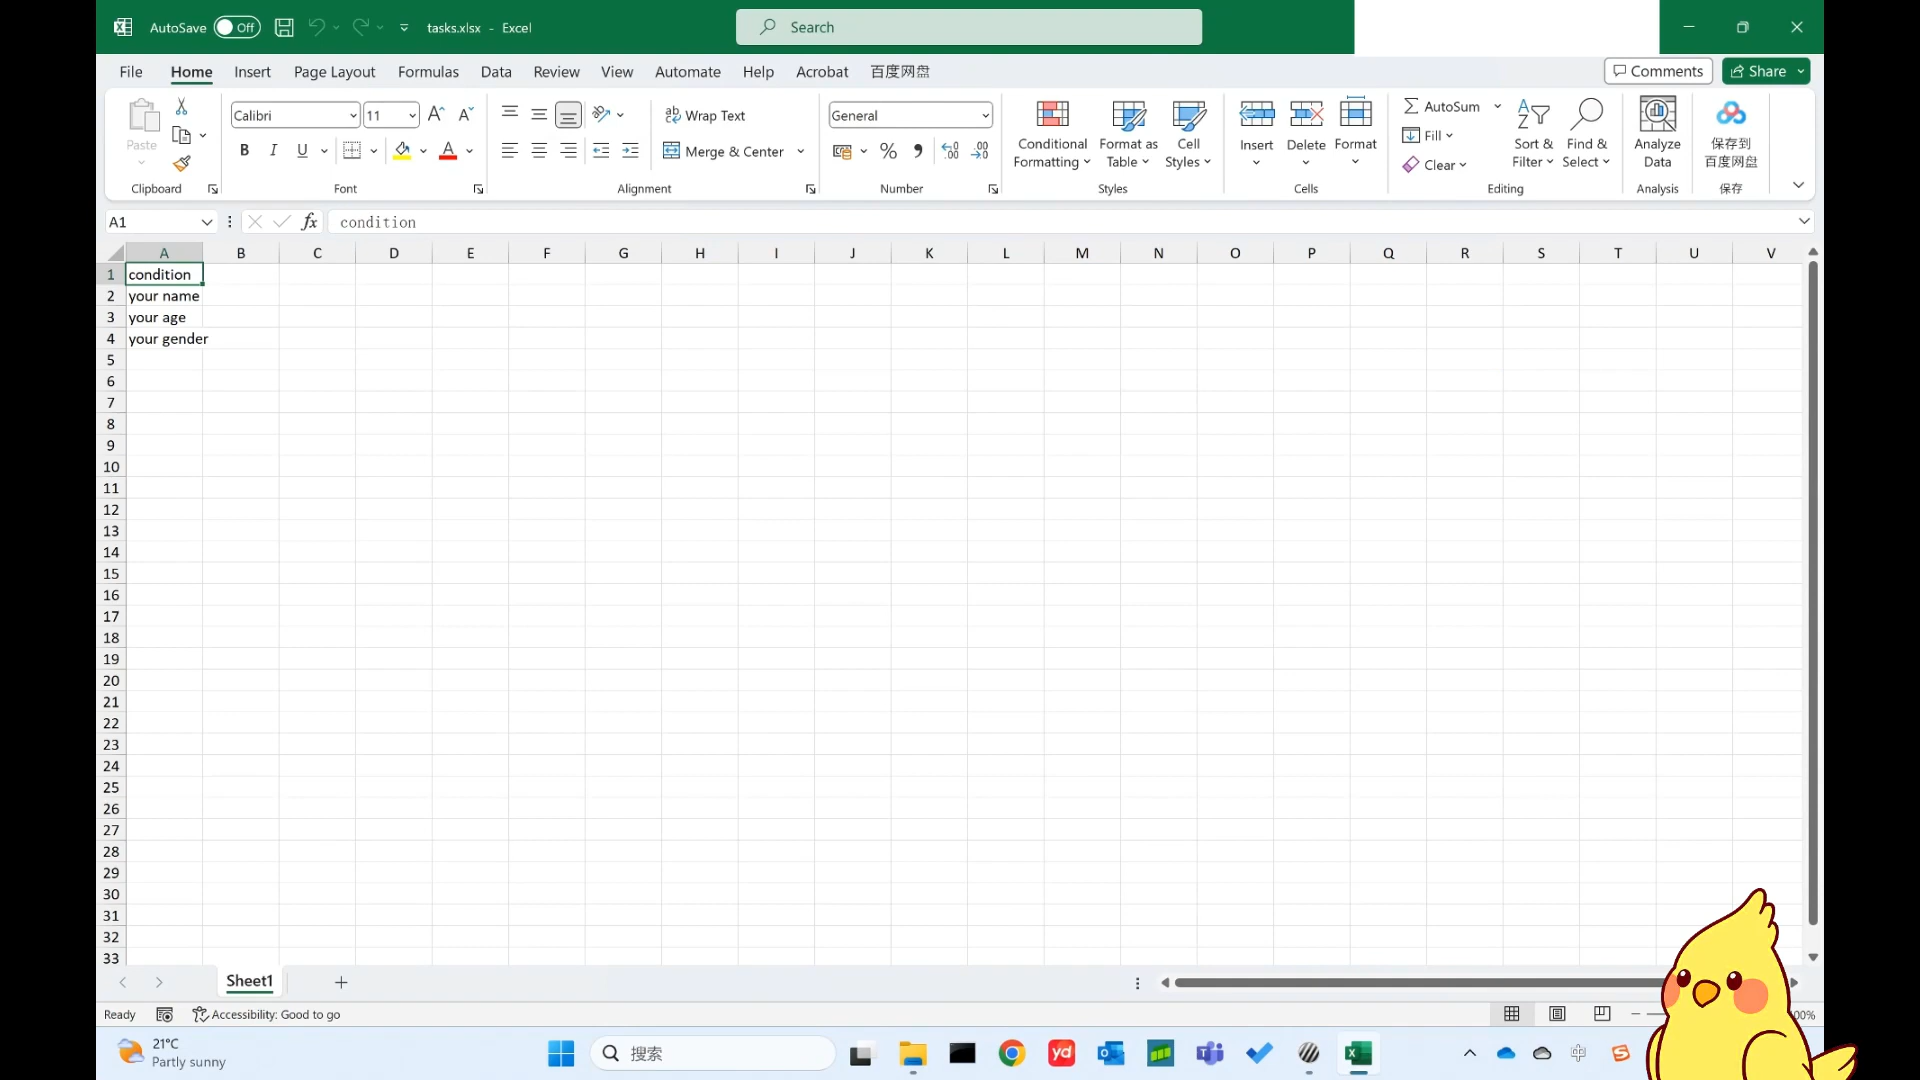 AutoSave Off tasks.xlsx - Excel Search
File Home Insert Page Layout Formulas Data Review View Automate Help Acrobat 百度网盘 Comments Share
Paste
Clipboard
Calibri 11
B I U
Font
Wrap Text
Merge & Center
Alignment
General
Number
Conditional Formatting
Format as Table
Cell Styles
Styles
Insert
Delete
Format
Cells
AutoSum
Fill
Clear
Sort & Filter
Find & Select
Editing
Analyze Data
Analysis
保存到
百度网盘
保存
A1 fx condition
A B C D E F G H I J K L M N O P Q R S T U V
1 condition
2 your name
3 your age
4 your gender
5
6
7
8
9
10
11
12
13
14
15
16
17
18
19
20
21
22
23
24
25
26
27
28
29
30
31
32
33
Sheet1
Ready Accessibility: Good to go
21°C
Partly sunny
搜索
yd
中